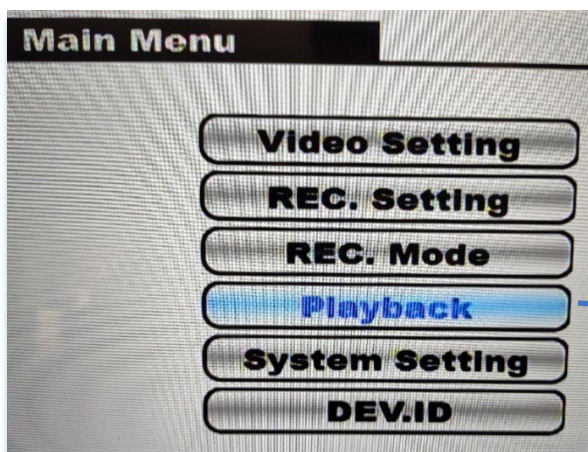 Main Menu
Video Setting
REC. Setting
REC. Mode
Playback
System Setting
DEV.ID